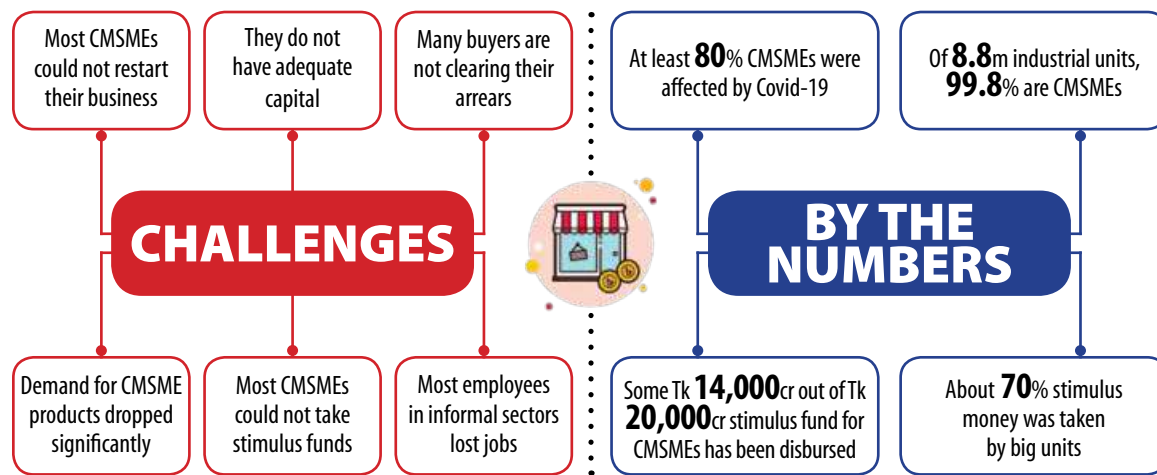 Most CMSMEs
could not restart
their business
They do not
have adequate
capital
Many buyers are
not clearing their
arrears
CHALLENGES
Demand for CMSME
products dropped
significantly
Most CMSMEs
could not take
stimulus funds
Most employees
in informal sectors
lost jobs
At least 80% CMSMEs were
affected by Covid-19
Of 8.8m industrial units,
99.8% are CMSMEs
BY THE
NUMBERS
Some Tk 14,000cr out of Tk
20,000cr stimulus fund for
CMSMEs has been disbursed
About 70% stimulus
money was taken
by big units